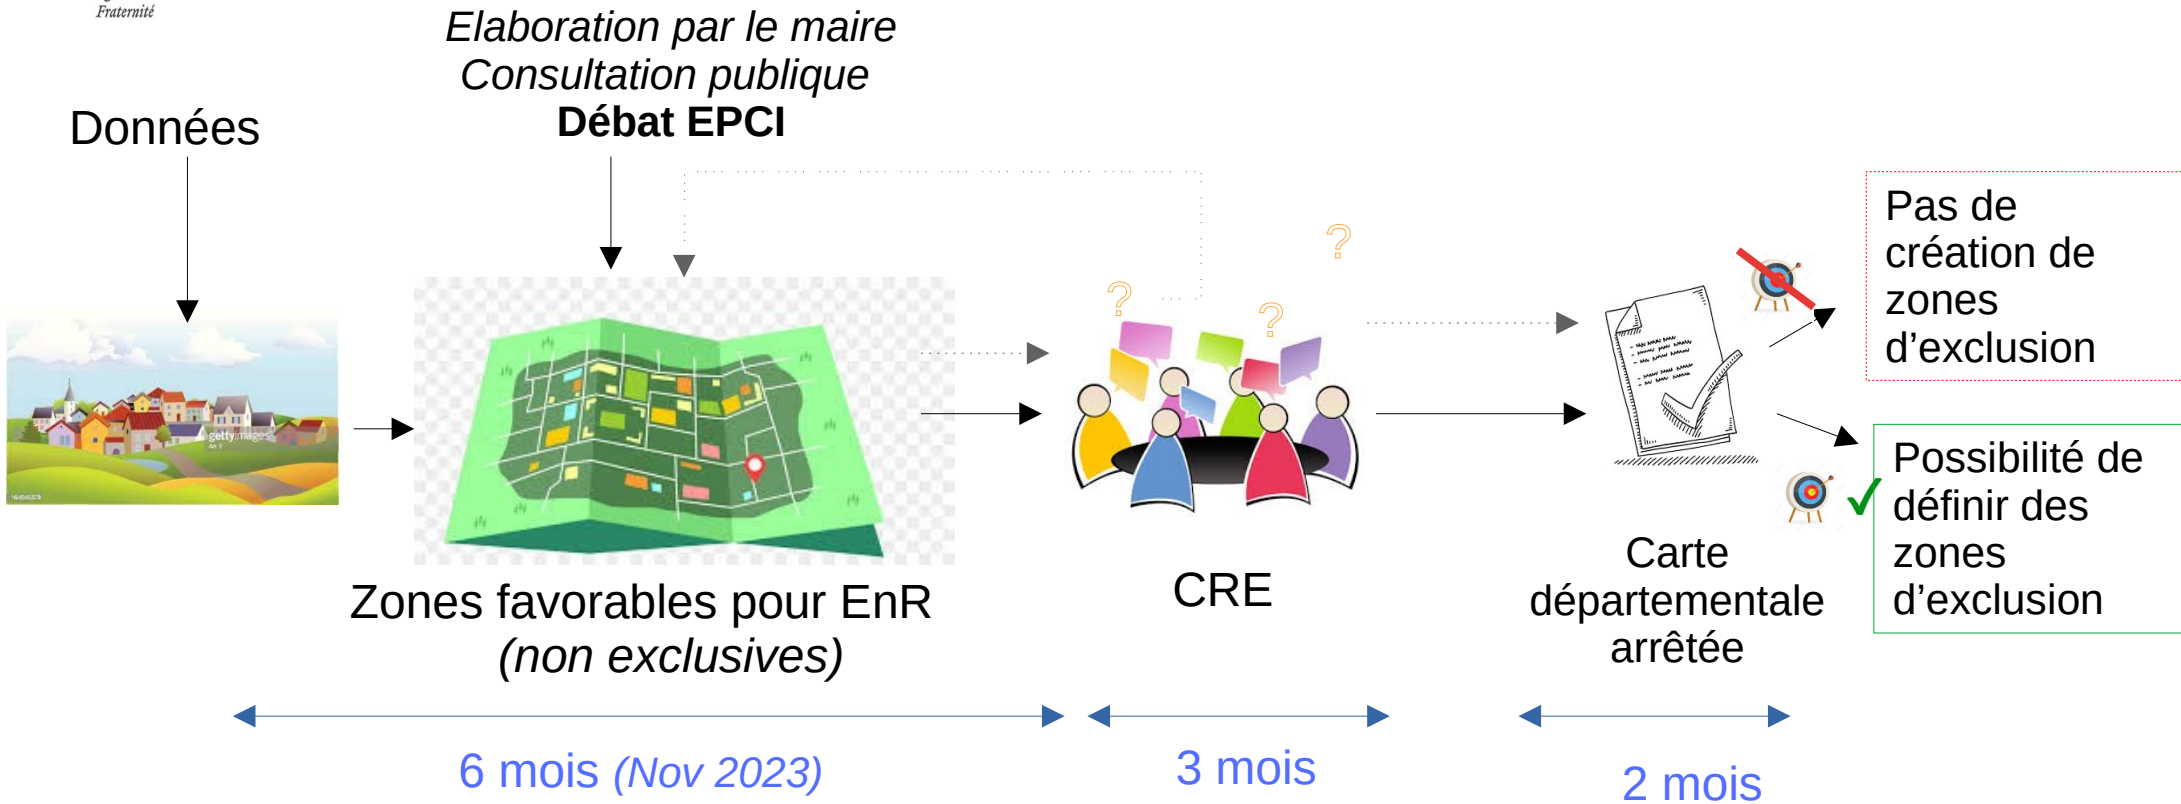 Fraternité
Elaboration par le maire
Consultation publique
Débat EPCI
Données
?
?
?
Pas de
création de
zones
d’exclusion
gettyimages
Possibilité de
définir des
zones
d’exclusion
Zones favorables pour EnR
(non exclusives)
CRE
Carte
départementale
arrêtée
6 mois (Nov 2023)
3 mois
2 mois